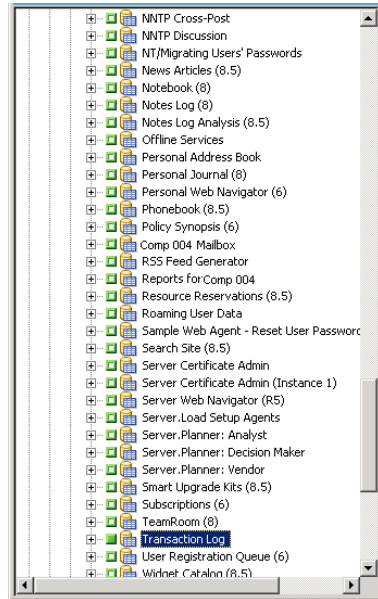 NNTP Cross-Post
NNTP Discussion
NT/Migrating Users' Passwords
News Articles (8.5)
Notebook (8)
Notes Log (8)
Notes Log Analysis (8.5)
Offline Services
Personal Address Book
Personal Journal (8)
Personal Web Navigator (6)
Phonebook (8.5)
Policy Synopsis (6)
Comp 004 Mailbox
RSS Feed Generator
Reports for Comp 004
Resource Reservations (8.5)
Roaming User Data
Sample Web Agent - Reset User Password
Search Site (8.5)
Server Certificate Admin
Server Certificate Admin (Instance 1)
Server Web Navigator (R5)
Server.Load Setup Agents
Server.Planner: Analyst
Server.Planner: Decision Maker
Server.Planner: Vendor
Smart Upgrade Kits (8.5)
Subscriptions (6)
TeamRoom (8)
Transaction Log
User Registration Queue (6)
Widget Catalog (8.5)